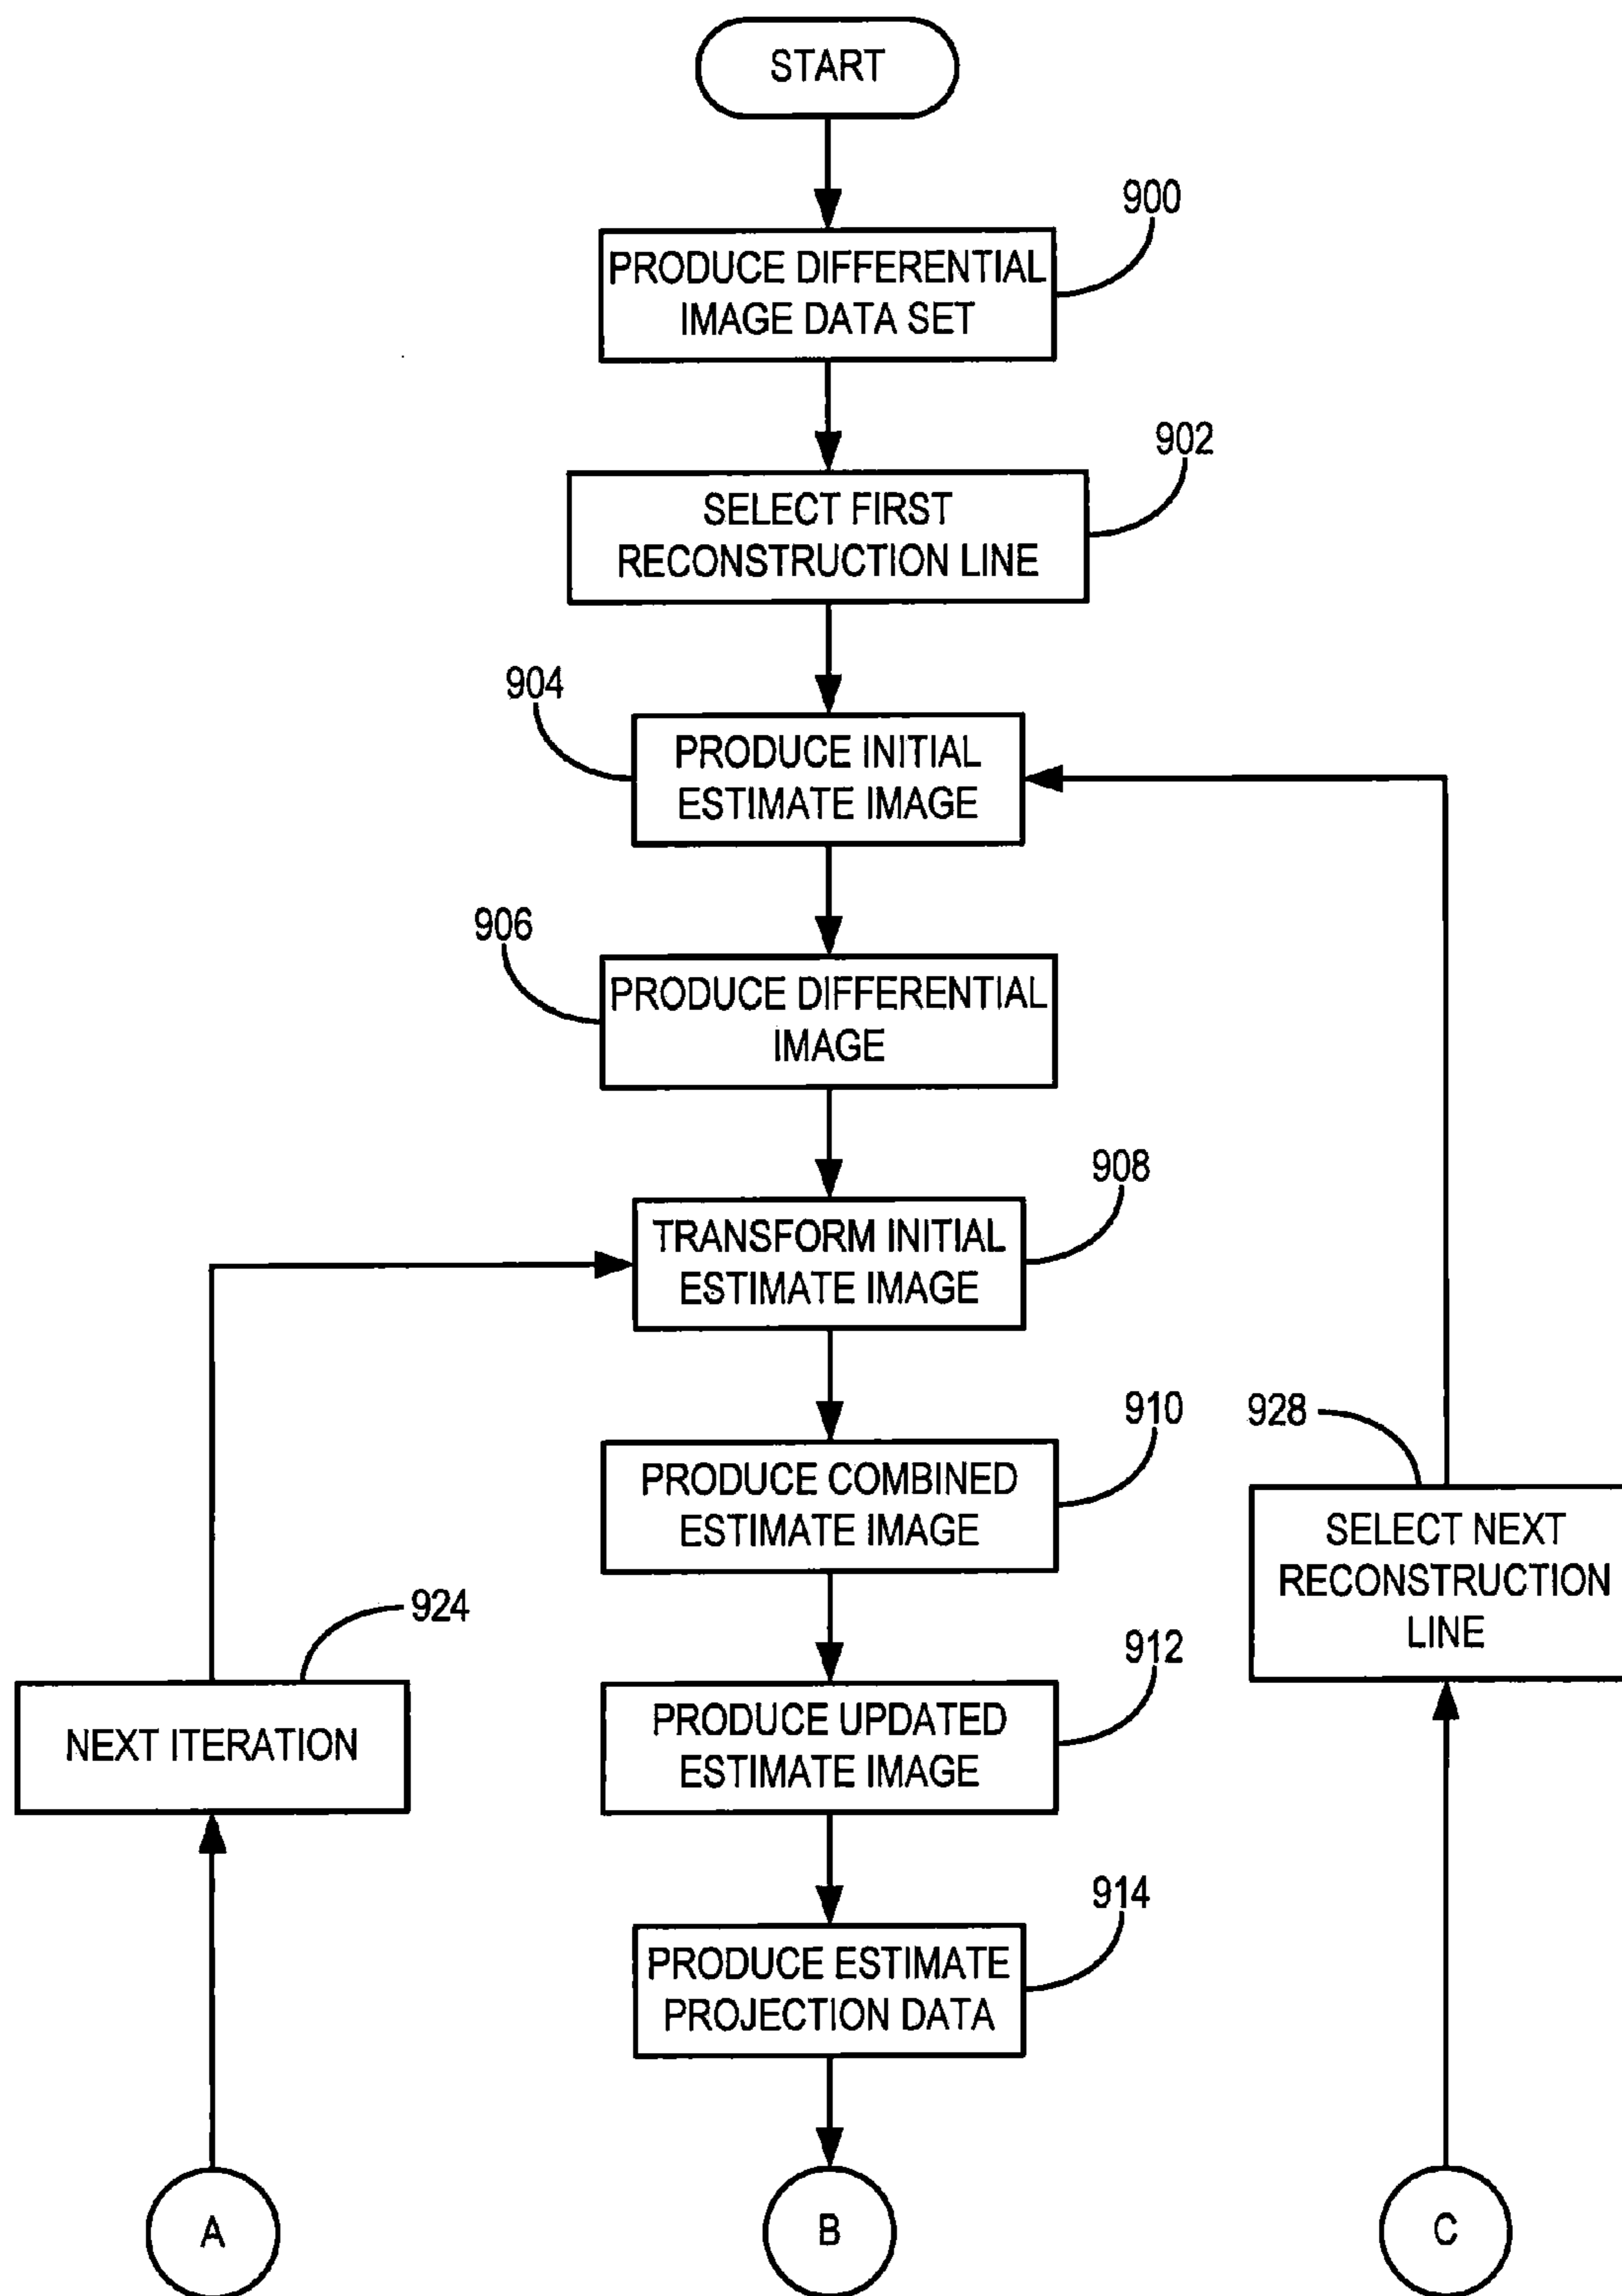 START
900
PRODUCE DIFFERENTIAL
IMAGE DATA SET
902
SELECT FIRST
RECONSTRUCTION LINE
904
PRODUCE INITIAL
ESTIMATE IMAGE
906
PRODUCE DIFFERENTIAL
IMAGE
908
TRANSFORM INITIAL
ESTIMATE IMAGE
910
PRODUCE COMBINED
ESTIMATE IMAGE
928
SELECT NEXT
RECONSTRUCTION
LINE
924
NEXT ITERATION
912
PRODUCE UPDATED
ESTIMATE IMAGE
914
PRODUCE ESTIMATE
PROJECTION DATA
A
B
C